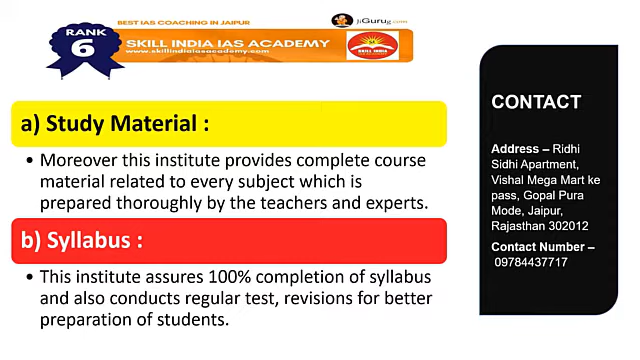 BEST IAS COACHING IN JAIPUR
JiGuruG.com
RANK
6
SKILL INDIA IAS ACADEMY
www.skillindiaiasacademy.com
SKILL INDIA
a) Study Material :
• Moreover this institute provides complete course
material related to every subject which is
prepared thoroughly by the teachers and experts.
b) Syllabus :
• This institute assures 100% completion of syllabus
and also conducts regular test, revisions for better
preparation of students.
CONTACT
Address – Ridhi
Sidhi Apartment,
Vishal Mega Mart ke
pass, Gopal Pura
Mode, Jaipur,
Rajasthan 302012
Contact Number –
09784437717